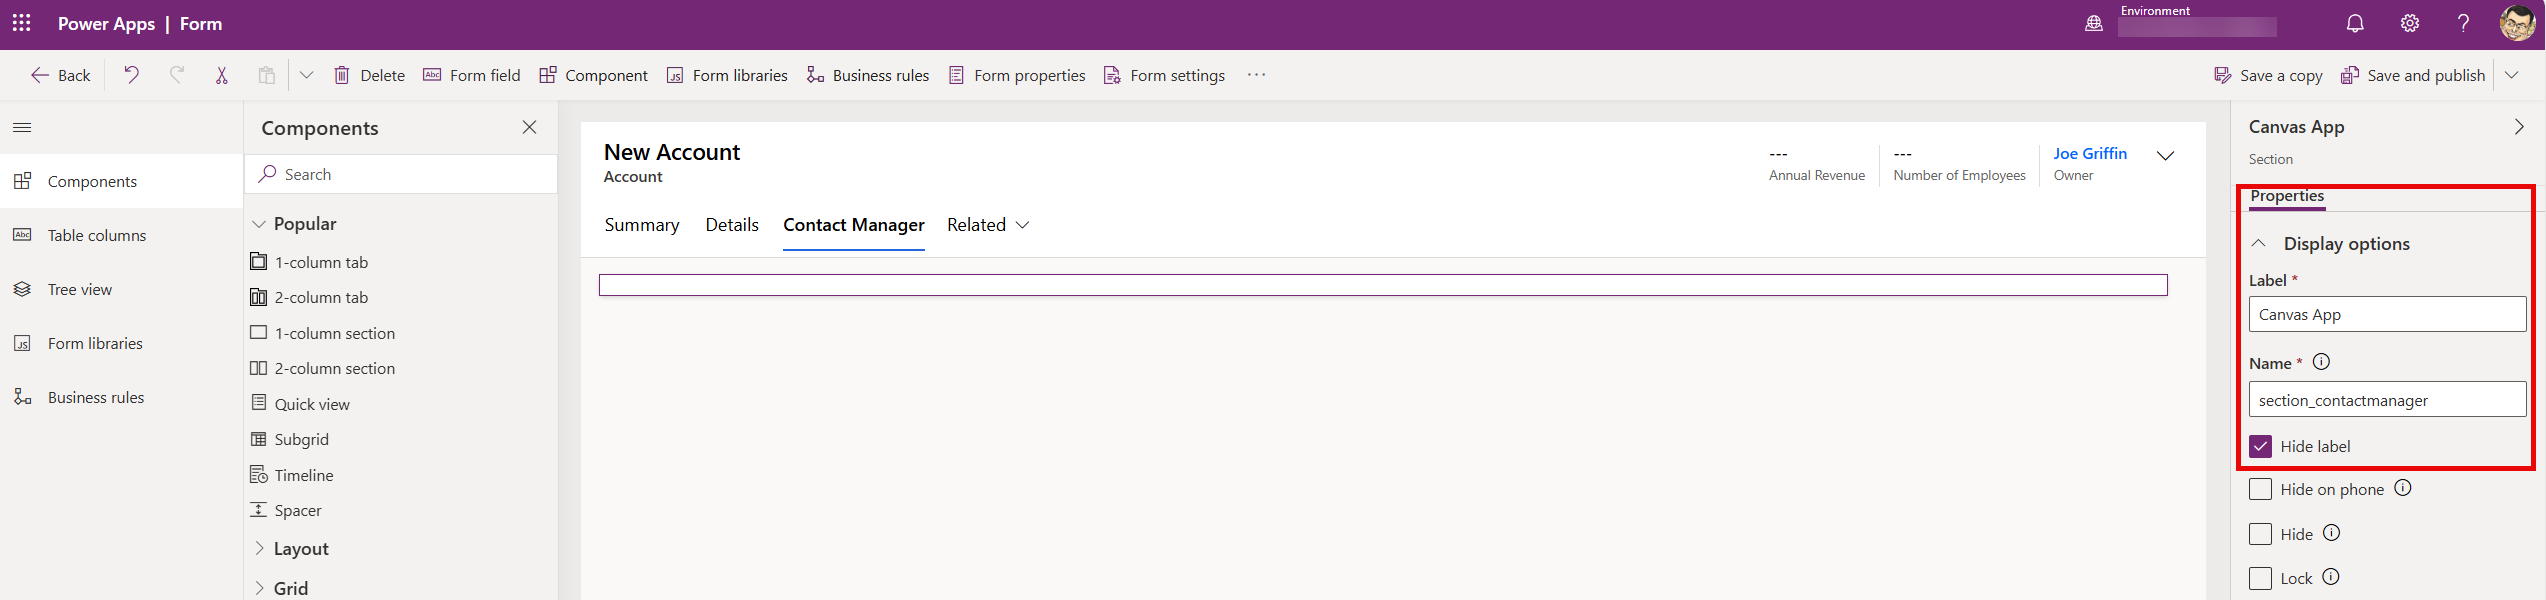 Power Apps | Form
Environment
Back
Delete
Abc Form field
Component
JS Form libraries
Business rules
Form properties
Form settings
...
Save a copy
Save and publish
Components
Abc Table columns
Tree view
JS Form libraries
Business rules
Components
Search
Popular
1-column tab
2-column tab
1-column section
2-column section
Quick view
Subgrid
Timeline
Spacer
Layout
Grid
New Account
Account
---
Annual Revenue
---
Number of Employees
Joe Griffin
Owner
Summary
Details
Contact Manager
Related
Canvas App
Section
Properties
Display options
Label *
Canvas App
Name *
section_contactmanager
Hide label
Hide on phone
Hide
Lock